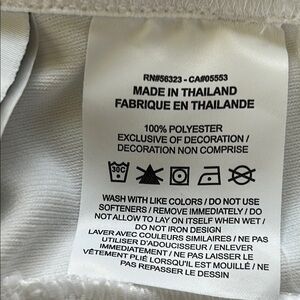 RN#56323 - CA#05553
MADE IN THAILAND
FABRIQUE EN THAILANDE
100% POLYESTER
EXCLUSIVE OF DECORATION /
DECORATION NON COMPRISE
30C
WASH WITH LIKE COLORS / DO NOT USE
SOFTENERS / REMOVE IMMEDIATELY / DO
NOT ALLOW TO LAY ON ITSELF WHEN WET /
DO NOT IRON DESIGN
LAVER AVEC COULEURS SIMILAIRES / NE PAS
UTILISER D'ADOUCISSEUR / ENLEVER
IMMEDIATEMENT / NE PAS LAISSER LE
VÊTEMENT PLIÉ LORSQU'IL EST MOUILLÉ / NE
PAS REPASSER LE DESSIN